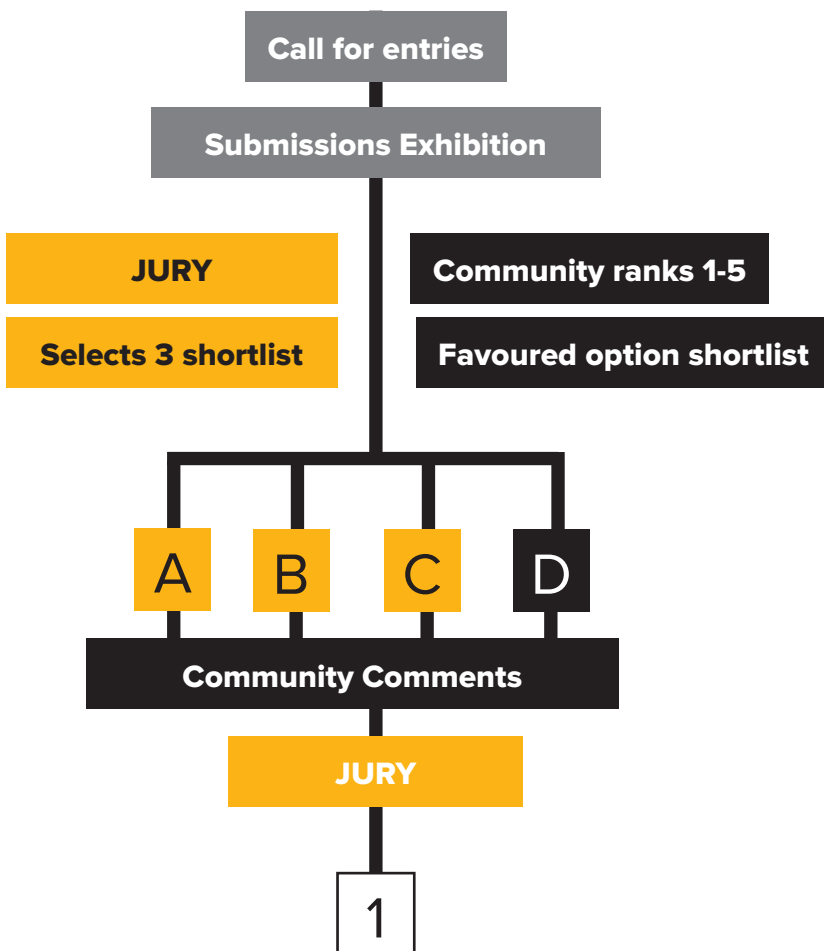 Call for entries
Submissions Exhibition
JURY
Community ranks 1-5
Selects 3 shortlist
Favoured option shortlist
A
B
C
D
Community Comments
JURY
1